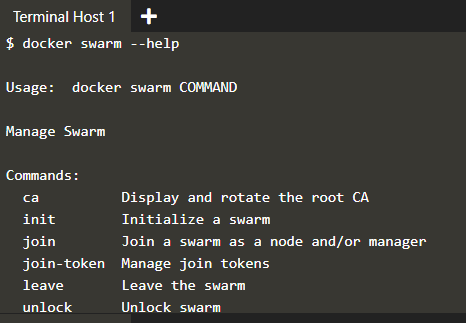 Terminal Host 1 +
$ docker swarm --help
Usage:  docker swarm COMMAND
Manage Swarm
Commands:
  ca          Display and rotate the root CA
  init        Initialize a swarm
  join        Join a swarm as a node and/or manager
  join-token  Manage join tokens
  leave       Leave the swarm
  unlock      Unlock swarm